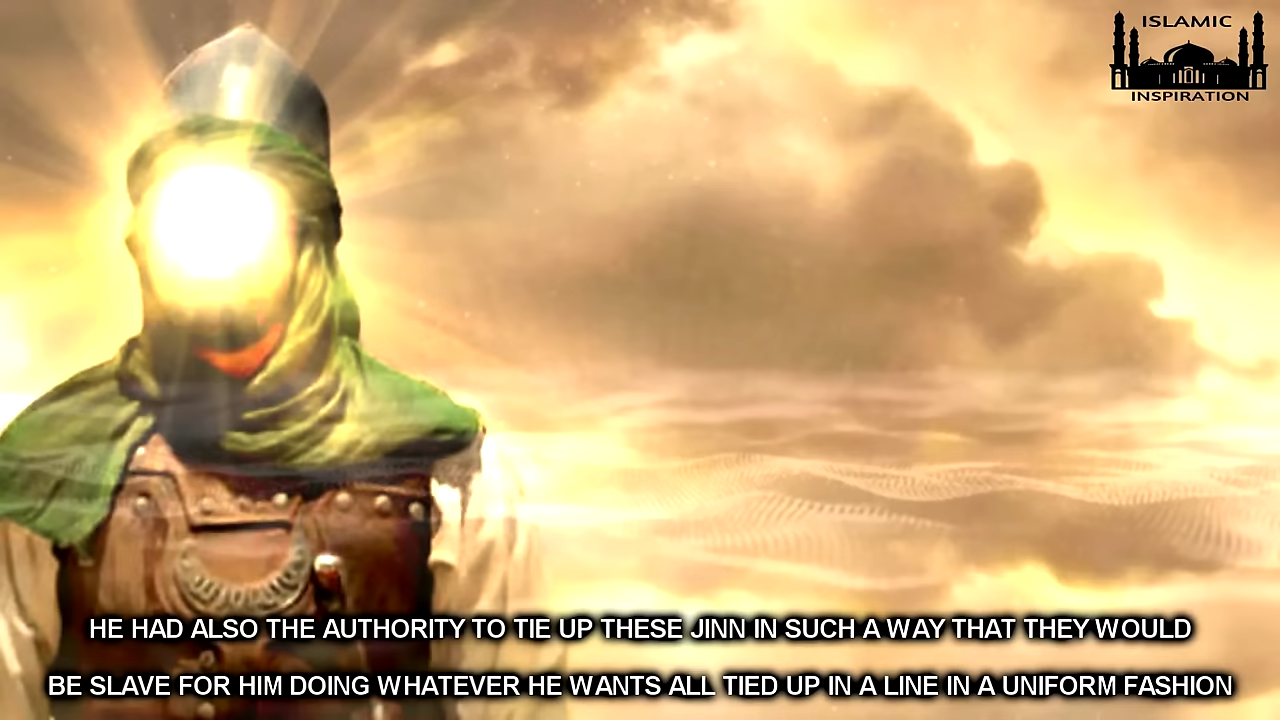 ISLAMIC
INSPIRATION
HE HAD ALSO THE AUTHORITY TO TIE UP THESE JINN IN SUCH A WAY THAT THEY WOULD
BE SLAVE FOR HIM DOING WHATEVER HE WANTS ALL TIED UP IN A LINE IN A UNIFORM FASHION